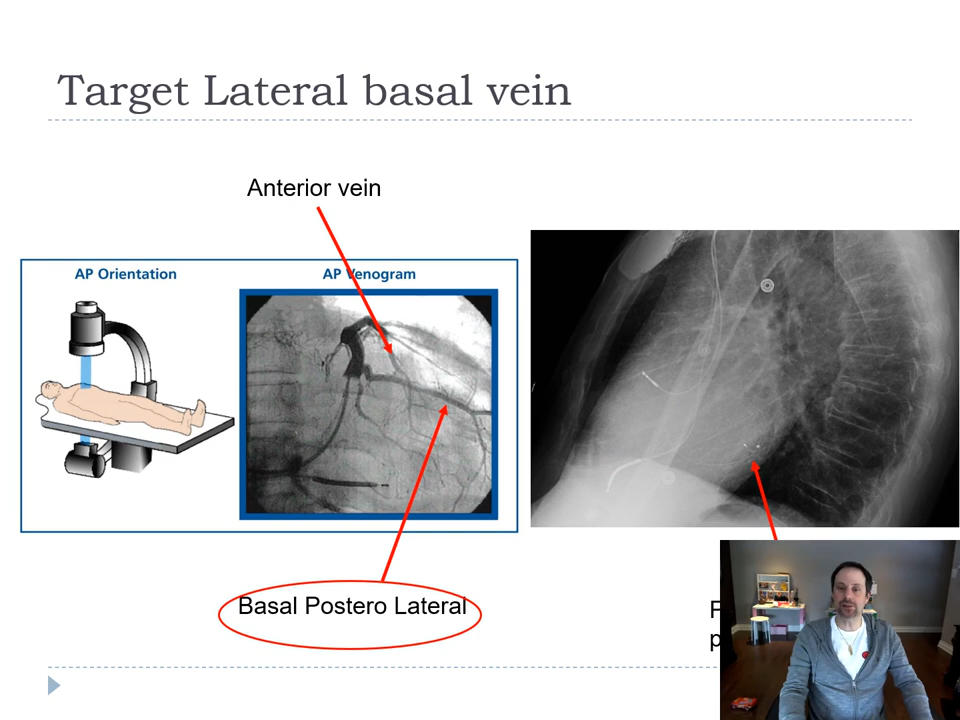 Target Lateral basal vein
Anterior vein
AP Orientation
AP Venogram
Basal Postero Lateral